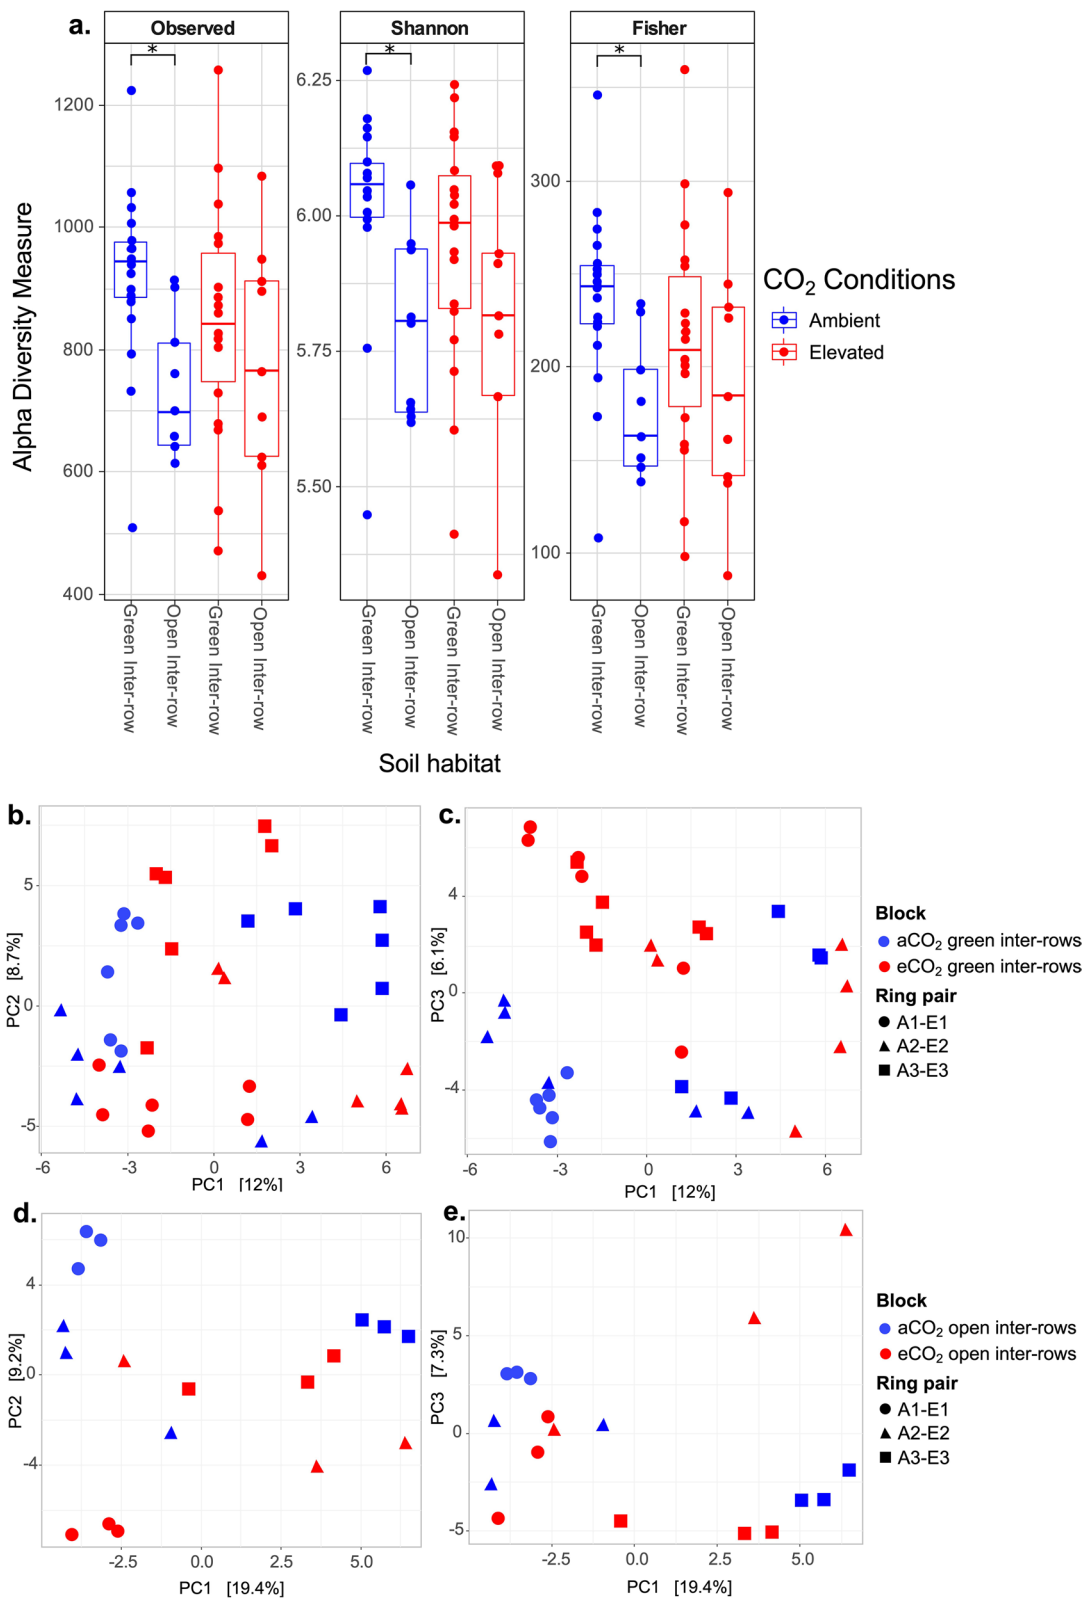 a.
Observed
Shannon
Fisher
*
*
*
Alpha Diversity Measure
1200
1000
800
600
400
6.25
6.00
5.75
5.50
300
200
100
Green Inter-row
Open Inter-row
Green Inter-row
Open Inter-row
Green Inter-row
Open Inter-row
Green Inter-row
Open Inter-row
Green Inter-row
Open Inter-row
Green Inter-row
Open Inter-row
Soil habitat
CO₂ Conditions
Ambient
Elevated
b.
PC2 [8.7%]
5
0
-5
-6 -3 0 3 6
PC1 [12%]
c.
PC3 [6.1%]
4
0
-4
-6 -3 0 3 6
PC1 [12%]
Block
aCO₂ green inter-rows
eCO₂ green inter-rows
Ring pair
A1-E1
A2-E2
A3-E3
d.
PC2 [9.2%]
4
0
-4
-2.5 0.0 2.5 5.0
PC1 [19.4%]
e.
PC3 [7.3%]
10
5
0
-5
-2.5 0.0 2.5 5.0
PC1 [19.4%]
Block
aCO₂ open inter-rows
eCO₂ open inter-rows
Ring pair
A1-E1
A2-E2
A3-E3